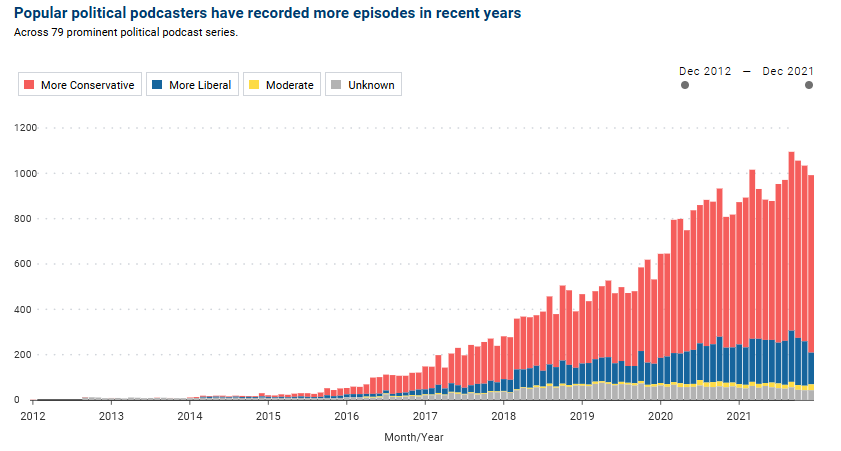 Popular political podcasters have recorded more episodes in recent years
Across 79 prominent political podcast series.
More Conservative More Liberal Moderate Unknown
Dec 2012 — Dec 2021
1200
1000
800
600
400
200
0
2012 2013 2014 2015 2016 2017 2018 2019 2020 2021
Month/Year